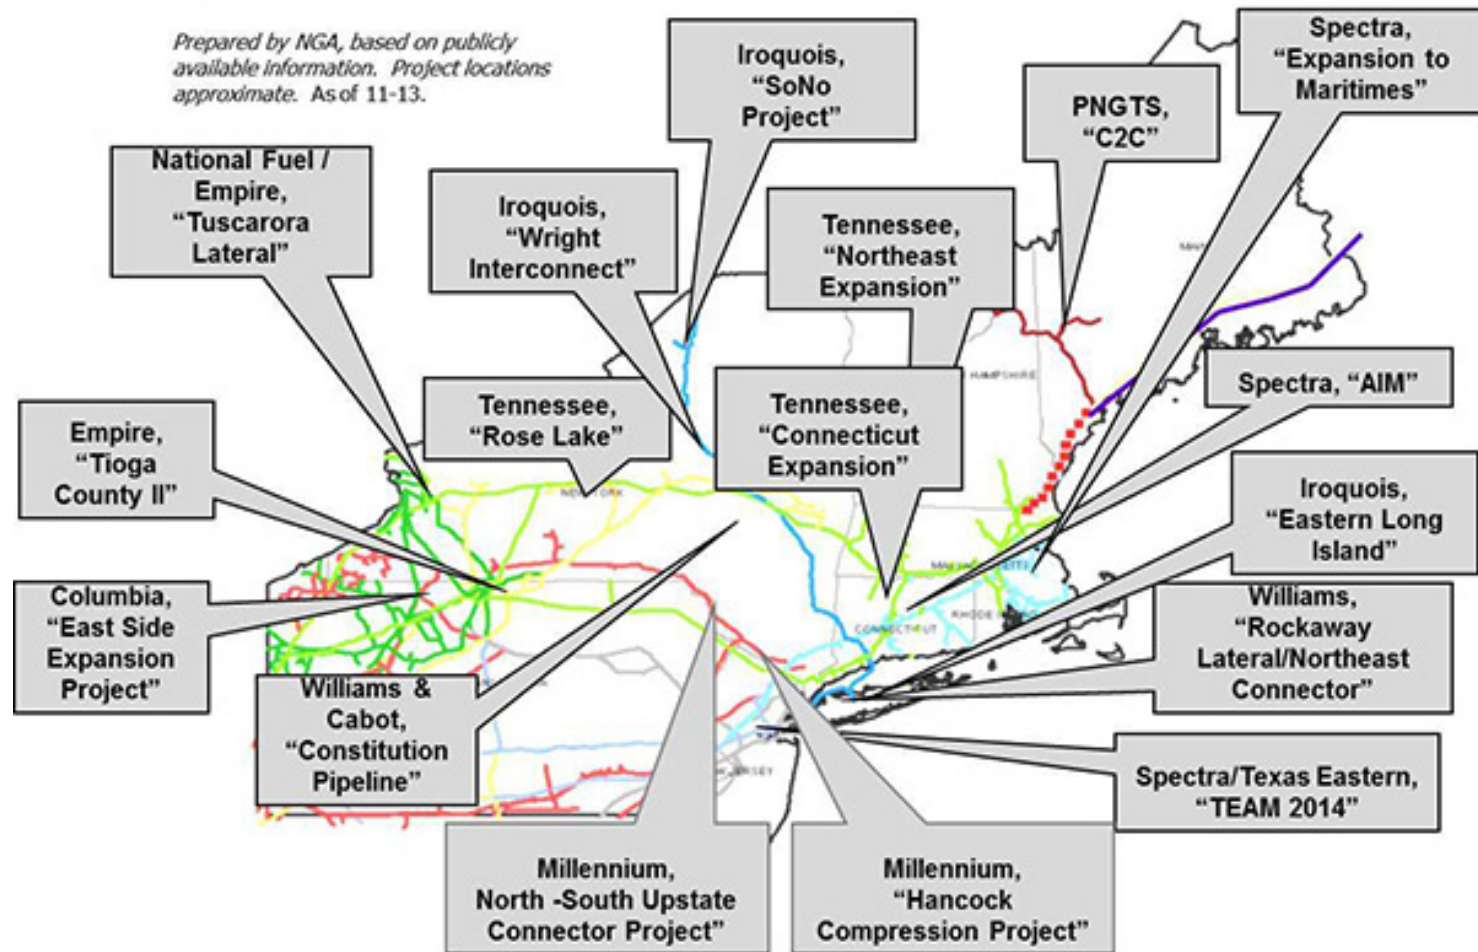 Prepared by NGA, based on publicly
available information. Project locations
approximate. As of 11-13.
Iroquois,
“SoNo
Project”
Spectra,
“Expansion to
Maritimes”
PNGTS,
“C2C”
National Fuel /
Empire,
“Tuscarora
Lateral”
Iroquois,
“Wright
Interconnect”
Tennessee,
“Northeast
Expansion”
Tennessee,
“Rose Lake”
Tennessee,
“Connecticut
Expansion”
Spectra, “AIM”
Empire,
“Tioga
County II”
Iroquois,
“Eastern Long
Island”
Columbia,
“East Side
Expansion
Project”
Williams,
“Rockaway
Lateral/Northeast
Connector”
Williams &
Cabot,
“Constitution
Pipeline”
Spectra/Texas Eastern,
“TEAM 2014”
Millennium,
North -South Upstate
Connector Project”
Millennium,
“Hancock
Compression Project”
HAMPSHIRE
NEW YORK
CONNECTICUT